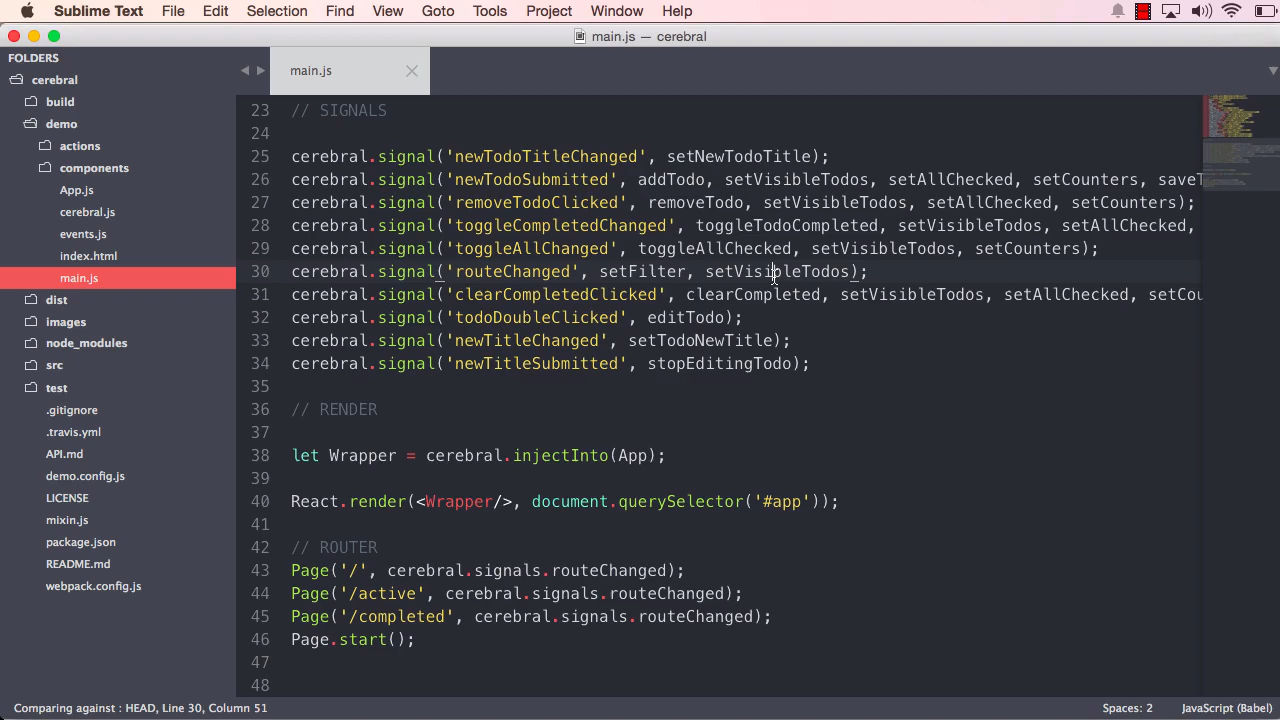 Sublime Text File Edit Selection Find View Goto Tools Project Window Help
main.js — cerebral
FOLDERS
cerebral
build
demo
actions
components
App.js
cerebral.js
events.js
index.html
main.js
dist
images
node_modules
src
test
.gitignore
.travis.yml
API.md
demo.config.js
LICENSE
mixin.js
package.json
README.md
webpack.config.js
main.js
23 // SIGNALS
24
25 cerebral.signal('newTodoTitleChanged', setNewTodoTitle);
26 cerebral.signal('newTodoSubmitted', addTodo, setVisibleTodos, setAllChecked, setCounters, saveT
27 cerebral.signal('removeTodoClicked', removeTodo, setVisibleTodos, setAllChecked, setCounters);
28 cerebral.signal('toggleCompletedChanged', toggleTodoCompleted, setVisibleTodos, setAllChecked,
29 cerebral.signal('toggleAllChanged', toggleAllChecked, setVisibleTodos, setCounters);
30 cerebral.signal('routeChanged', setFilter, setVisibleTodos);
31 cerebral.signal('clearCompletedClicked', clearCompleted, setVisibleTodos, setAllChecked, setCou
32 cerebral.signal('todoDoubleClicked', editTodo);
33 cerebral.signal('newTitleChanged', setTodoNewTitle);
34 cerebral.signal('newTitleSubmitted', stopEditingTodo);
35
36 // RENDER
37
38 let Wrapper = cerebral.injectInto(App);
39
40 React.render(<Wrapper/>, document.querySelector('#app'));
41
42 // ROUTER
43 Page('/', cerebral.signals.routeChanged);
44 Page('/active', cerebral.signals.routeChanged);
45 Page('/completed', cerebral.signals.routeChanged);
46 Page.start();
47
48
Comparing against : HEAD, Line 30, Column 51 Spaces: 2 JavaScript (Babel)